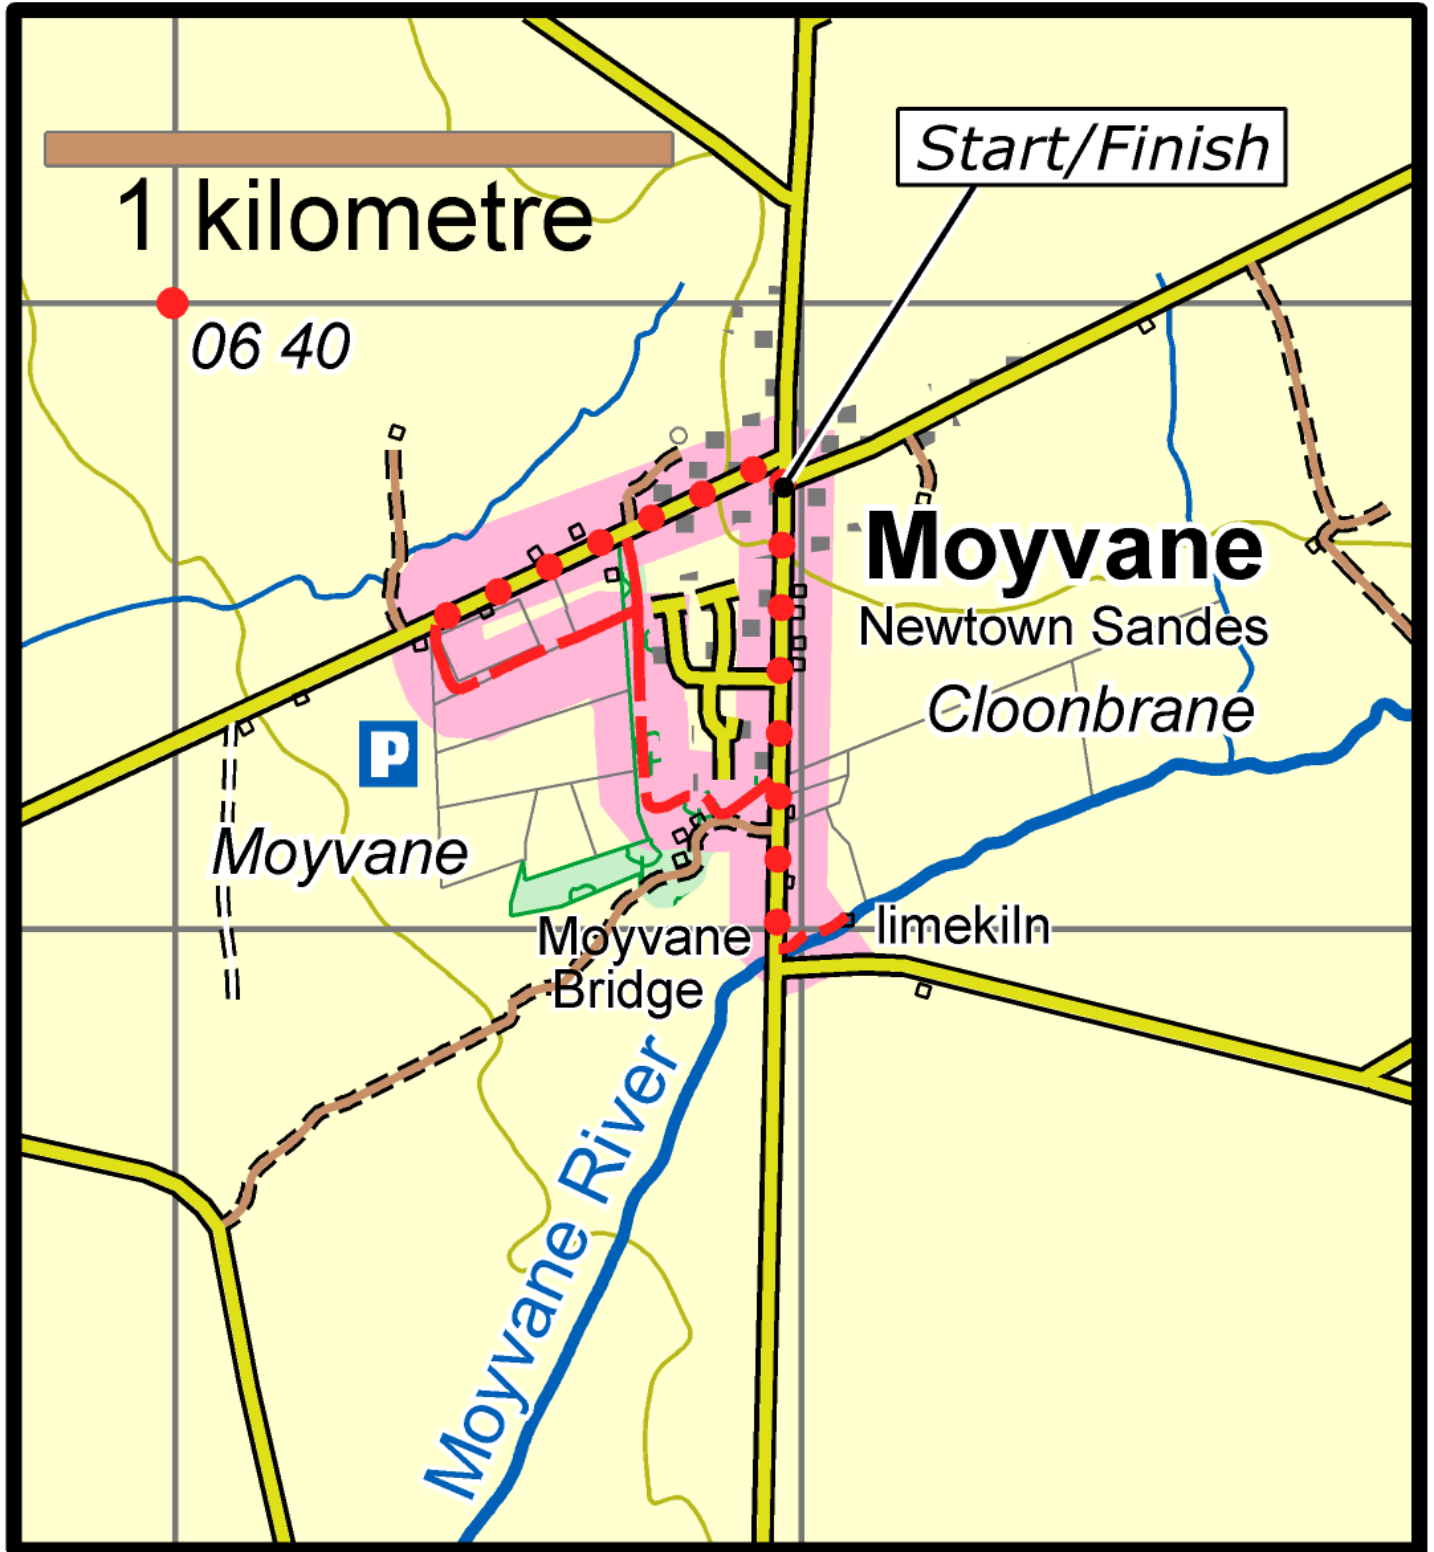 Start/Finish
1 kilometre
06 40
Moyvane
Newtown Sandes
Cloonbrane
P
Moyvane
limekiln
Moyvane
Bridge
Moyvane River